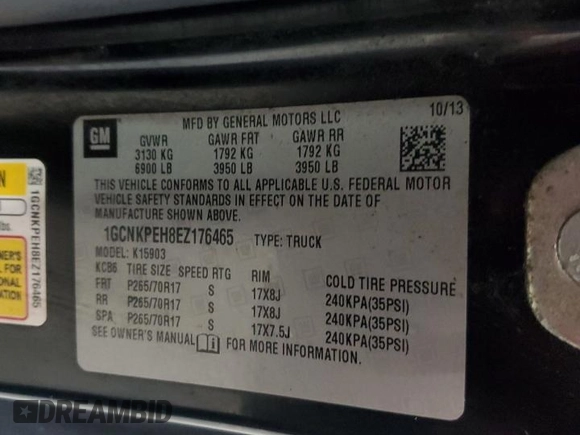 GM
MFD BY GENERAL MOTORS LLC
10/13
GVWR GAWR FRT GAWR RR
3130 KG 1792 KG 1792 KG
6900 LB 3950 LB 3950 LB
THIS VEHICLE CONFORMS TO ALL APPLICABLE U.S. FEDERAL MOTOR
VEHICLE SAFETY STANDARDS IN EFFECT ON THE DATE OF
MANUFACTURE SHOWN ABOVE.
1GCNKPEH8EZ176465 TYPE: TRUCK
MODEL: K15903
KCB6 TIRE SIZE SPEED RTG RIM COLD TIRE PRESSURE
FRT P265/70R17 S 17X8J 240KPA(35PSI)
RR P265/70R17 S 17X8J 240KPA(35PSI)
SPA P265/70R17 S 17X7.5J 240KPA(35PSI)
SEE OWNER'S MANUAL FOR MORE INFORMATION.
1GCNKPEH8EZ176465
DREAMBID